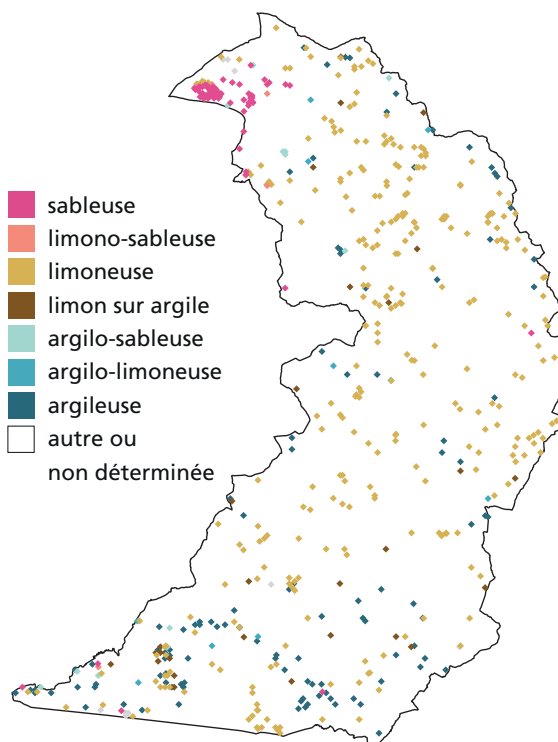 sableuse
limono-sableuse
limoneuse
limon sur argile
argilo-sableuse
argilo-limoneuse
argileuse
autre ou
non déterminée